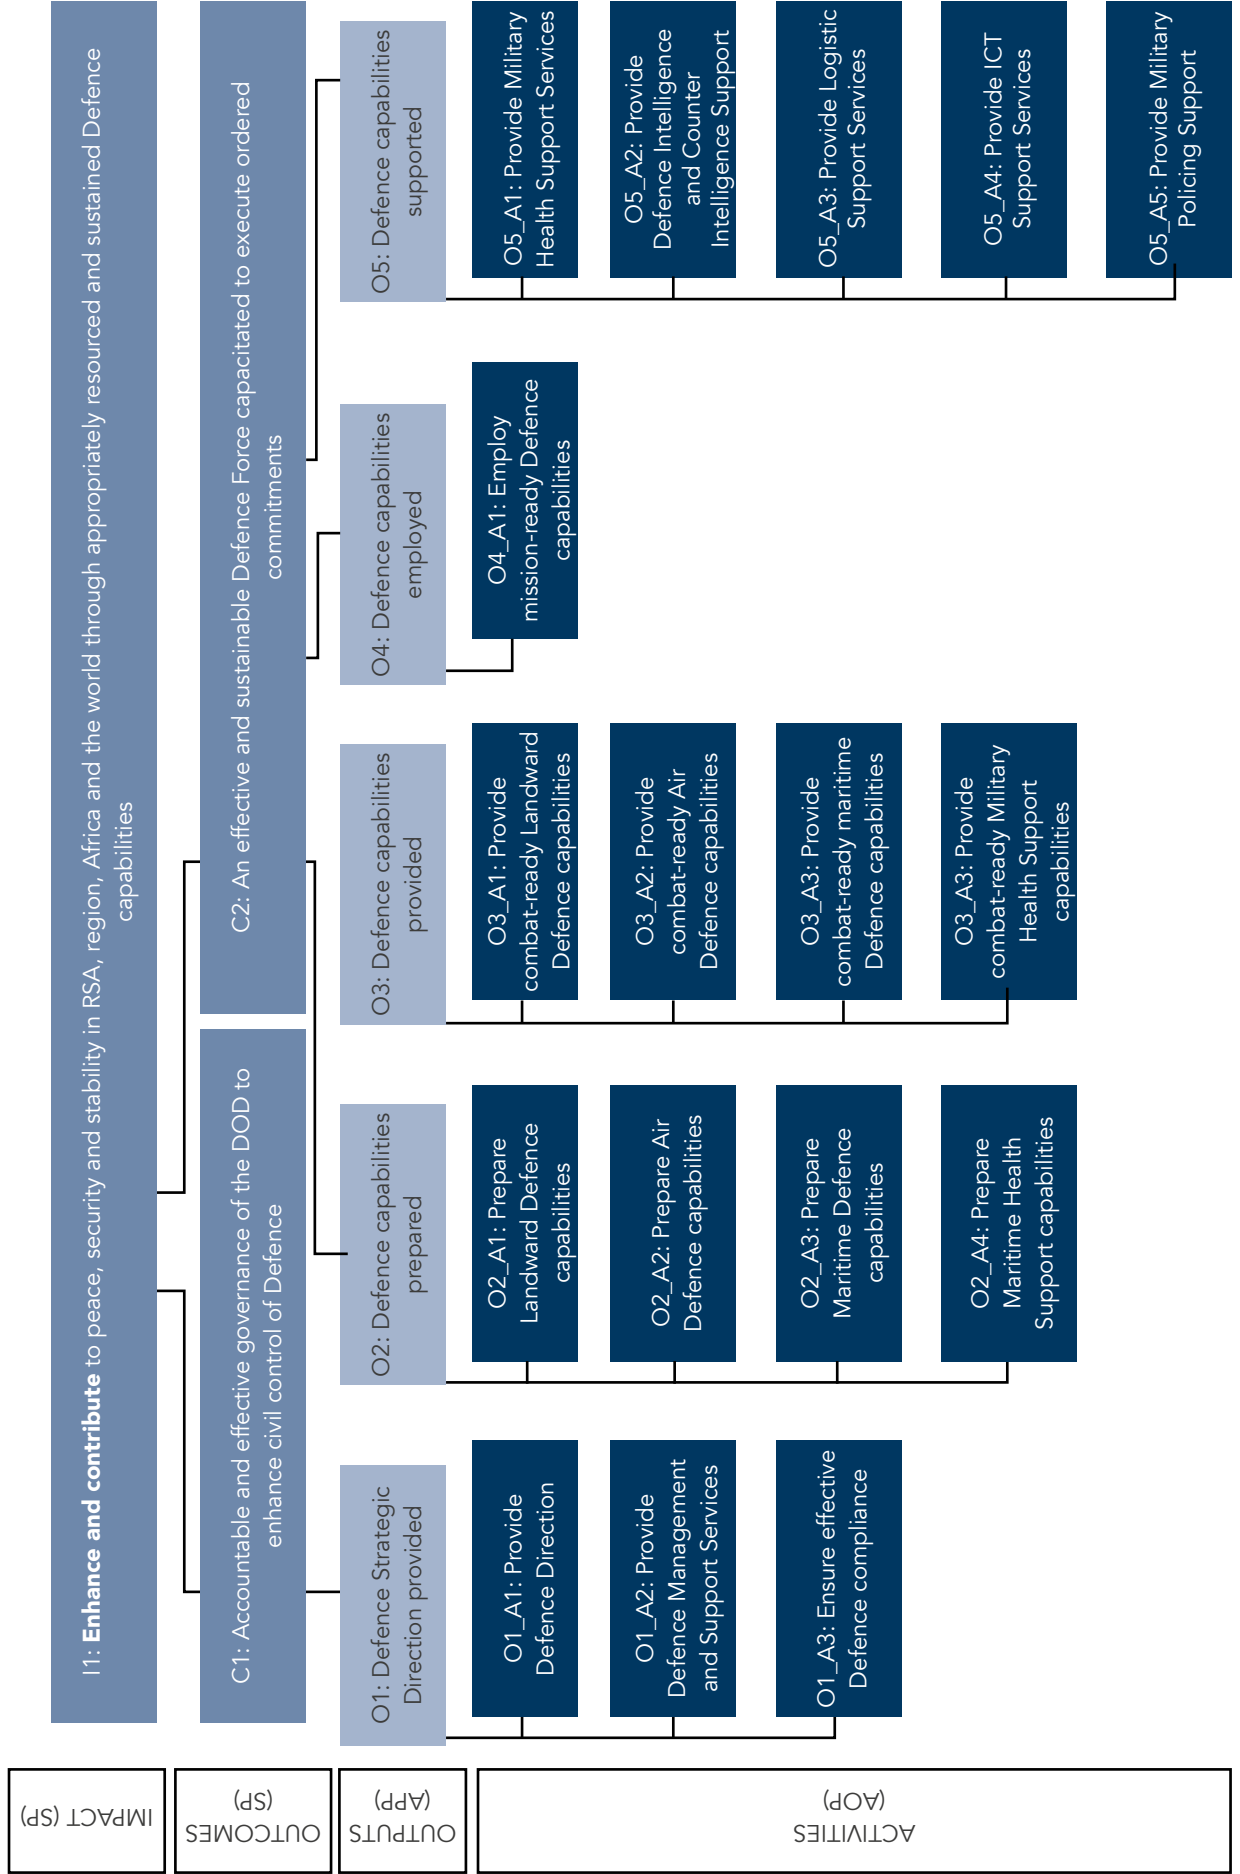 IMPACT (SP)
I1: Enhance and contribute to peace, security and stability in RSA, region, Africa and the world through appropriately resourced and sustained Defence
capabilities
OUTCOMES
(SP)
C1: Accountable and effective governance of the DOD to
enhance civil control of Defence
C2: An effective and sustainable Defence Force capacitated to execute ordered
commitments
OUTPUTS
(APP)
O1: Defence Strategic
Direction provided
O2: Defence capabilities
prepared
O3: Defence capabilities
provided
O4: Defence capabilities
employed
O5: Defence capabilities
supported
ACTIVITIES
(AOP)
O1_A1: Provide
Defence Direction
O1_A2: Provide
Defence Management
and Support Services
O1_A3: Ensure effective
Defence compliance
O2_A1: Prepare
Landward Defence
capabilities
O2_A2: Prepare Air
Defence capabilities
O2_A3: Prepare
Maritime Defence
capabilities
O2_A4: Prepare
Maritime Health
Support capabilities
O3_A1: Provide
combat-ready Landward
Defence capabilities
O3_A2: Provide
combat-ready Air
Defence capabilities
O3_A3: Provide
combat-ready maritime
Defence capabilities
O3_A3: Provide
combat-ready Military
Health Support
capabilities
O4_A1: Employ
mission-ready Defence
capabilities
O5_A1: Provide Military
Health Support Services
O5_A2: Provide
Defence Intelligence
and Counter
Intelligence Support
O5_A3: Provide Logistic
Support Services
O5_A4: Provide ICT
Support Services
O5_A5: Provide Military
Policing Support